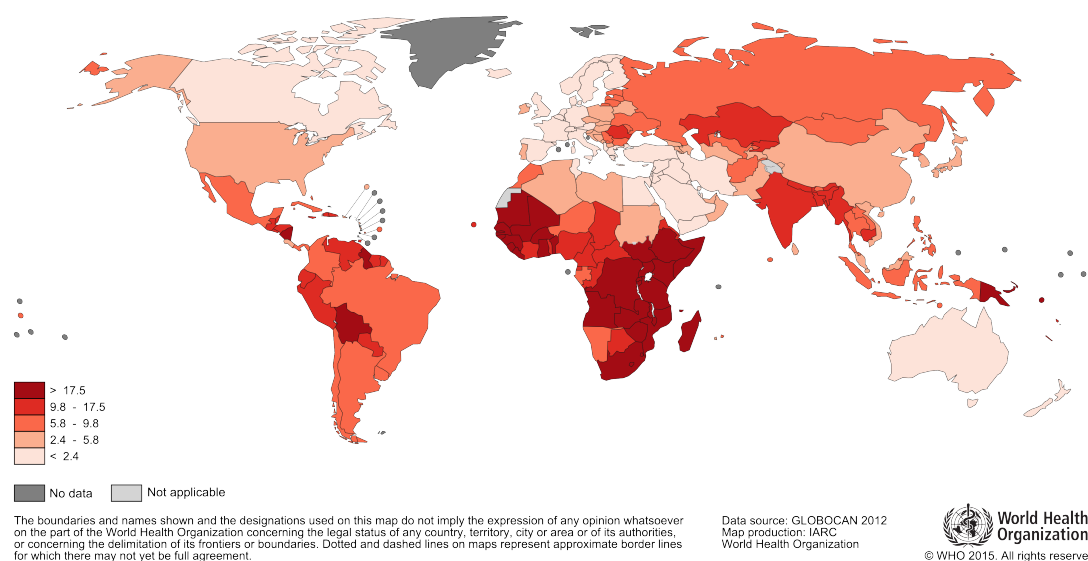 > 17.5
9.8 - 17.5
5.8 - 9.8
2.4 - 5.8
< 2.4
No data
Not applicable
The boundaries and names shown and the designations used on this map do not imply the expression of any opinion whatsoever
on the part of the World Health Organization concerning the legal status of any country, territory, city or area or of its authorities,
or concerning the delimitation of its frontiers or boundaries. Dotted and dashed lines on maps represent approximate border lines
for which there may not yet be full agreement.
Data source: GLOBOCAN 2012
Map production: IARC
World Health Organization
World Health
Organization
© WHO 2015. All rights reserve